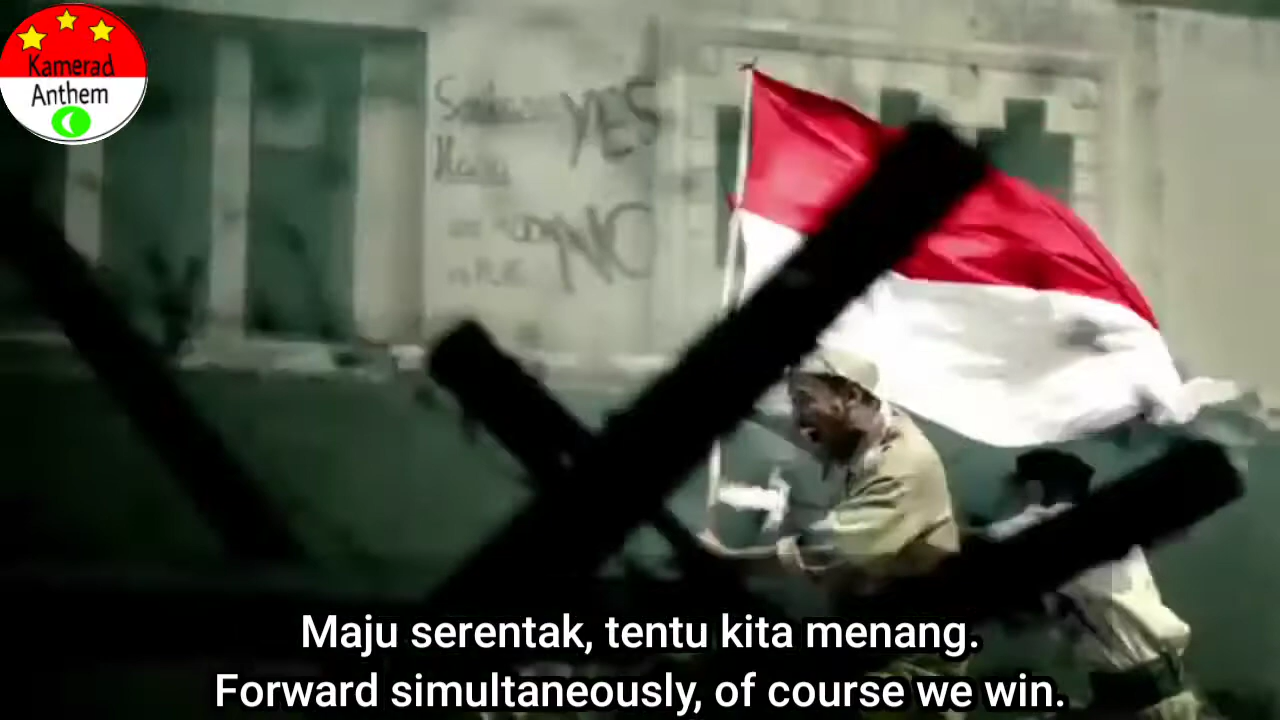 Kamerad
Anthem
YES
NO
Maju serentak, tentu kita menang.
Forward simultaneously, of course we win.